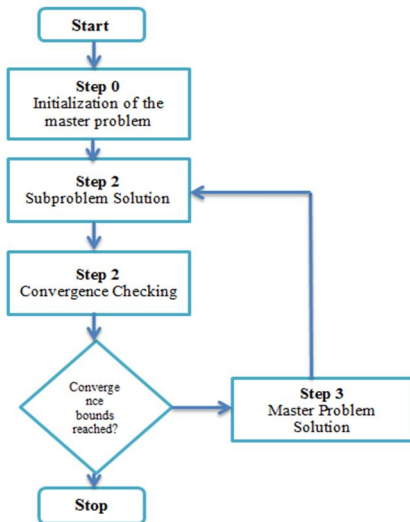 Start
Step 0
Initialization of the
master problem
Step 2
Subproblem Solution
Step 2
Convergence Checking
Converge
nce
bounds
reached?
Step 3
Master Problem
Solution
Stop